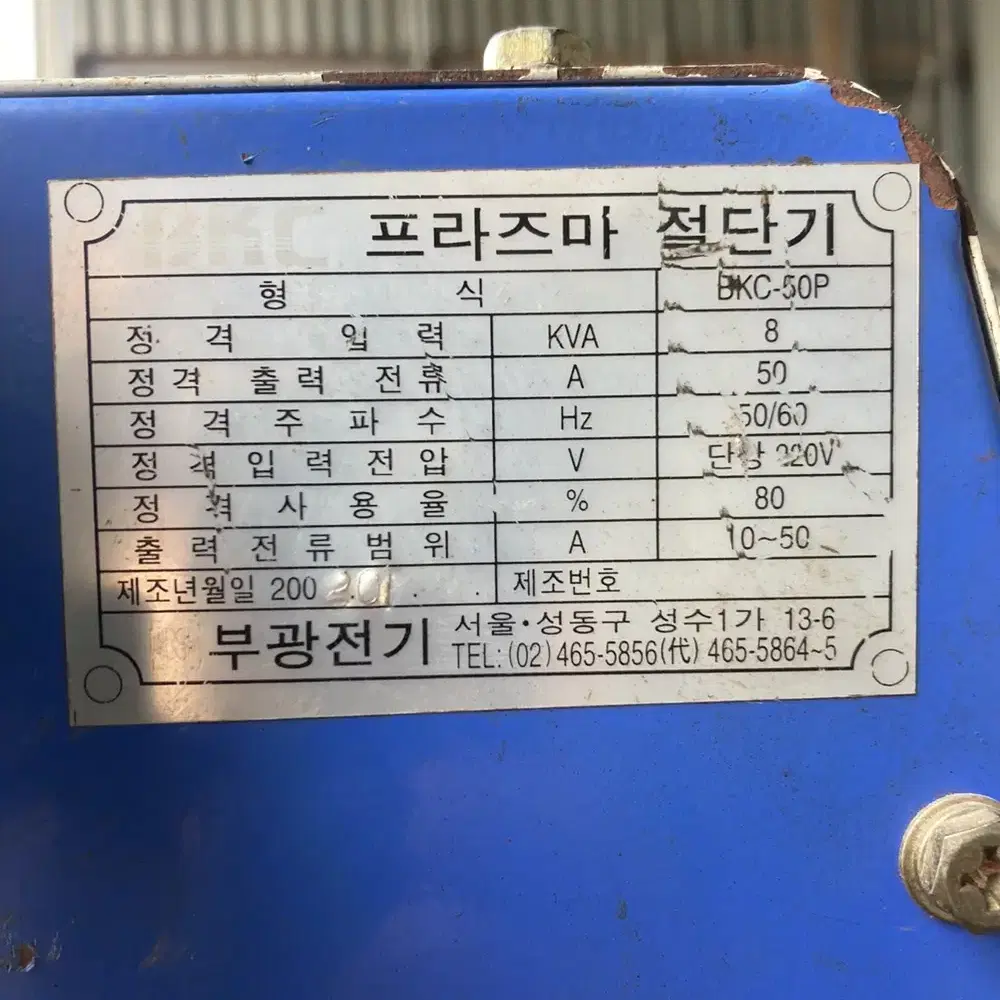 BKC 프라즈마 절단기
형 식 BKC-50P
정 격 입 력 KVA 8
정 격 출 력 전 류 A 50
정 격 주 파 수 Hz 50/60
정 격 입 력 전 압 V 단상 220V
정 격 사 용 율 % 80
출 력 전 류 범 위 A 10~50
제조년월일 200 . . 제조번호
부광전기 서울·성동구 성수1가 13-6
TEL: (02) 465-5856(代) 465-5864~5